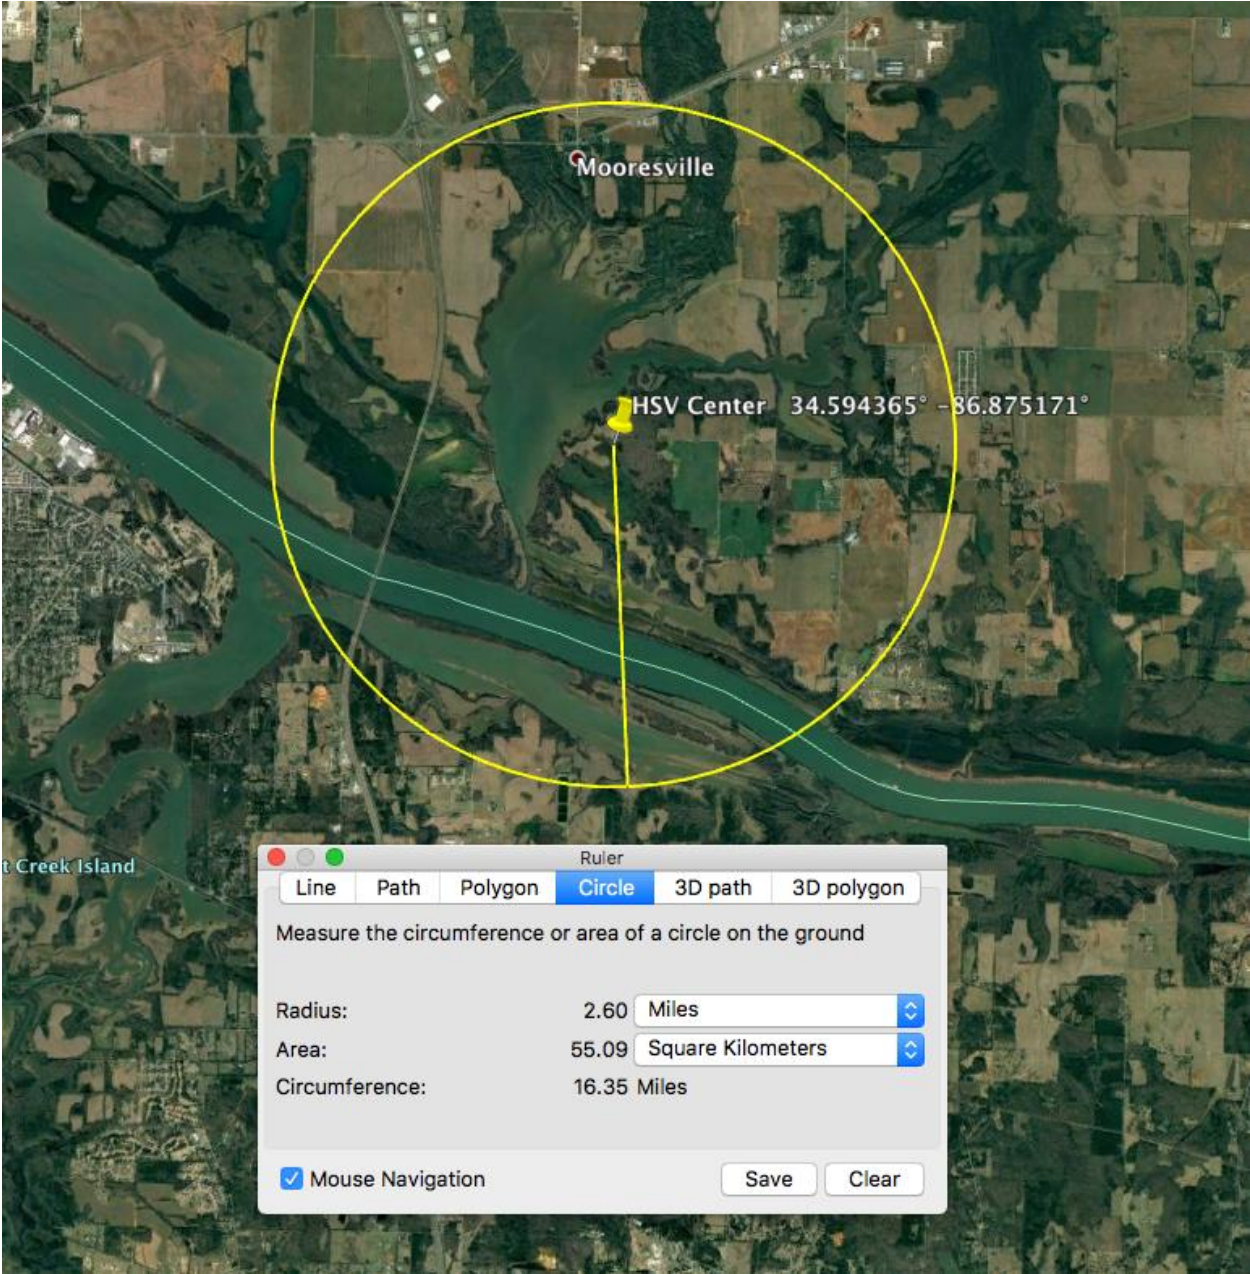 Mooresville
HSV Center 34.594365° -86.875171°
t Creek Island
Ruler
Line Path Polygon Circle 3D path 3D polygon
Measure the circumference or area of a circle on the ground
Radius: 2.60 Miles
Area: 55.09 Square Kilometers
Circumference: 16.35 Miles
Mouse Navigation Save Clear